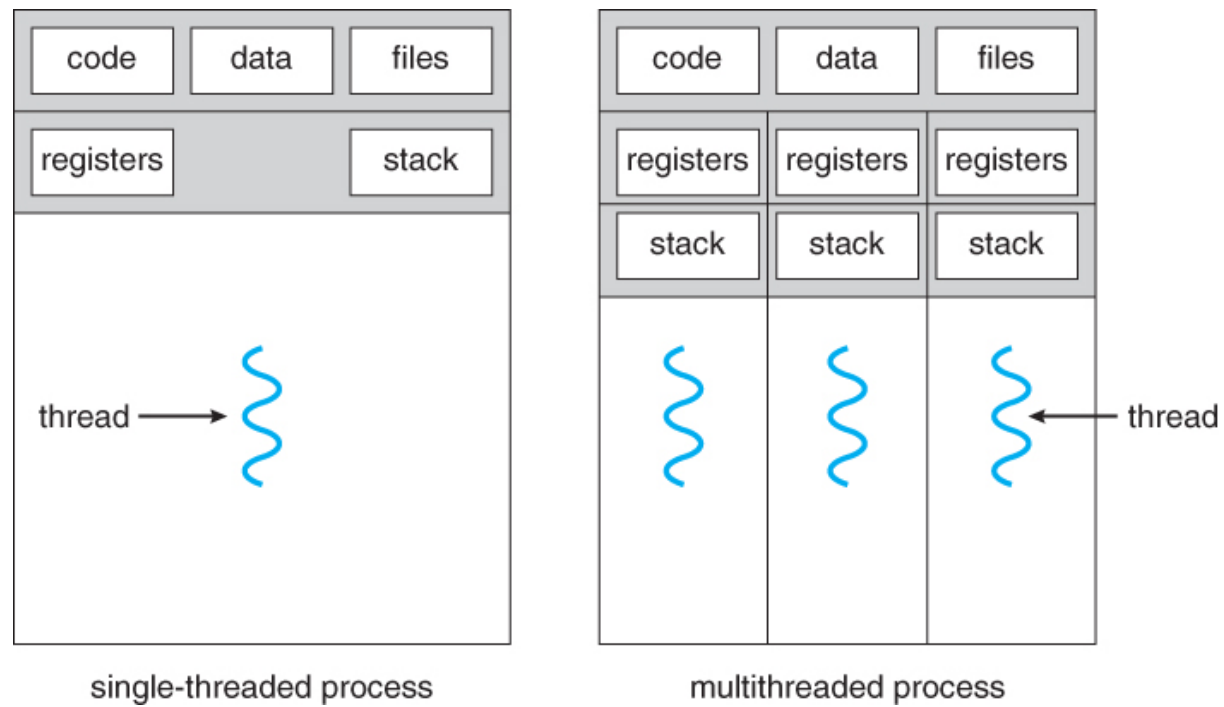 code data files
registers stack
thread
single-threaded process
code data files
registers registers registers
stack stack stack
thread
multithreaded process